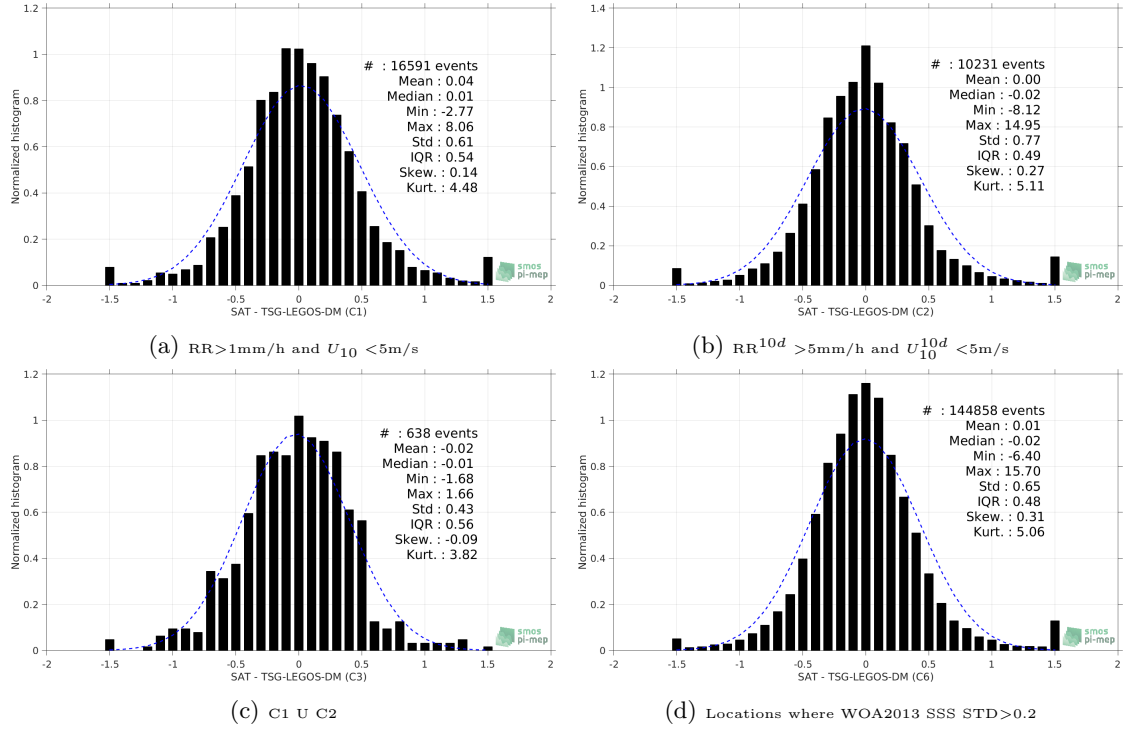 1.2
1
0.8
0.6
0.4
0.2
0
Normalized histogram
# : 16591 events
Mean : 0.04
Median : 0.01
Min : -2.77
Max : 8.06
Std : 0.61
IQR : 0.54
Skew. : 0.14
Kurt. : 4.48
smos
pi-mep
-2 -1.5 -1 -0.5 0 0.5 1 1.5 2
SAT - TSG-LEGOS-DM (C1)
(a) RR>1mm/h and U10 <5m/s
1.4
1.2
1
0.8
0.6
0.4
0.2
0
Normalized histogram
# : 10231 events
Mean : 0.00
Median : -0.02
Min : -8.12
Max : 14.95
Std : 0.77
IQR : 0.49
Skew. : 0.27
Kurt. : 5.11
smos
pi-mep
-2 -1.5 -1 -0.5 0 0.5 1 1.5 2
SAT - TSG-LEGOS-DM (C2)
(b) RR10d >5mm/h and U10d10 <5m/s
1.2
1
0.8
0.6
0.4
0.2
0
Normalized histogram
# : 638 events
Mean : -0.02
Median : -0.01
Min : -1.68
Max : 1.66
Std : 0.43
IQR : 0.56
Skew. : -0.09
Kurt. : 3.82
smos
pi-mep
-2 -1.5 -1 -0.5 0 0.5 1 1.5 2
SAT - TSG-LEGOS-DM (C3)
(c) C1 U C2
1.2
1
0.8
0.6
0.4
0.2
0
Normalized histogram
# : 144858 events
Mean : 0.01
Median : -0.02
Min : -6.40
Max : 15.70
Std : 0.65
IQR : 0.48
Skew. : 0.31
Kurt. : 5.06
smos
pi-mep
-2 -1.5 -1 -0.5 0 0.5 1 1.5 2
SAT - TSG-LEGOS-DM (C6)
(d) Locations where WOA2013 SSS STD>0.2